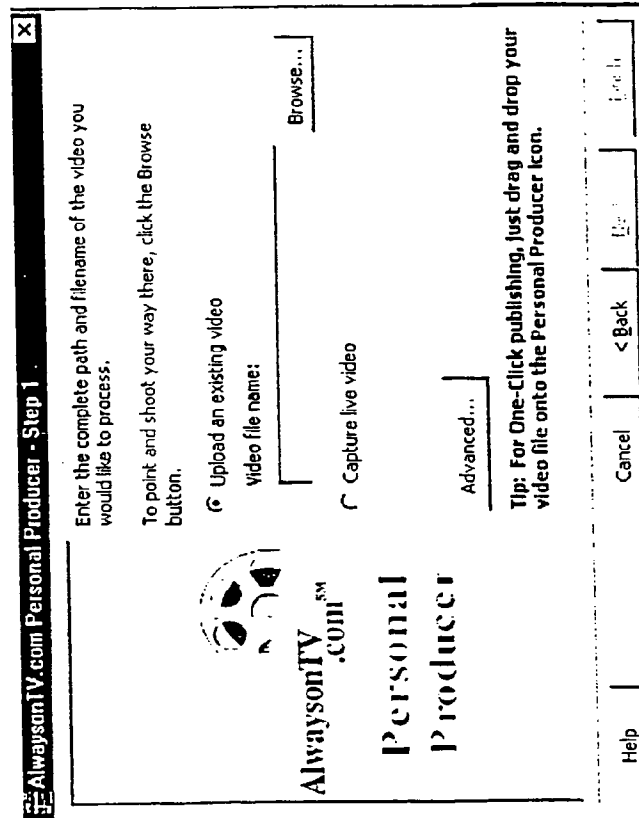 AlwaysonTV.com Personal Producer - Step 1
Enter the complete path and filename of the video you
would like to process.
To point and shoot your way there, click the Browse
button.
Upload an existing video
Video file name:
Browse...
Capture live video
Advanced...
Tip: For One-Click publishing, just drag and drop your
video file onto the Personal Producer Icon.
AlwaysonTV SM
.com
Personal
Producer
Help
Cancel
< Back